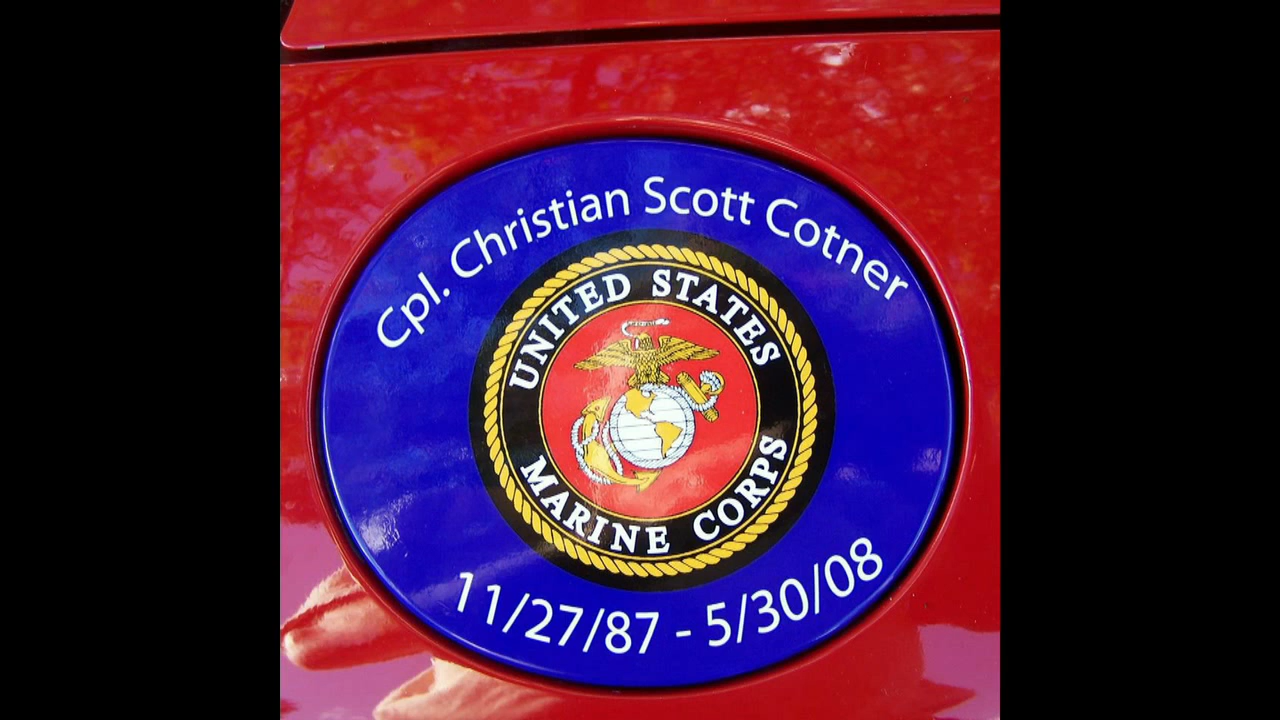 Cpl. Christian Scott Cotner
UNITED STATES
MARINE CORPS
11/27/87 - 5/30/08